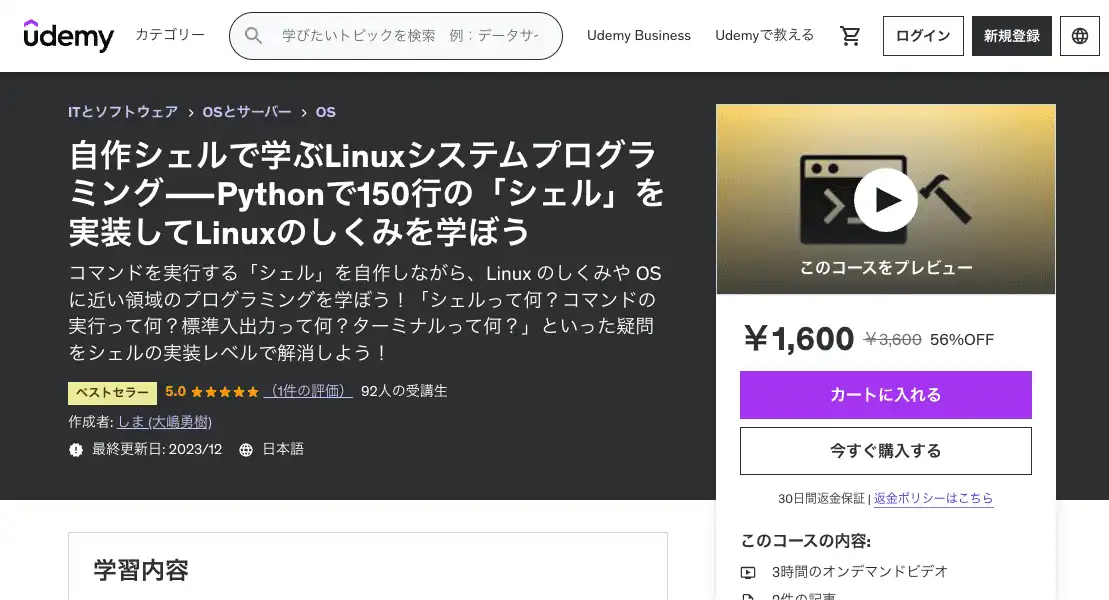 udemy
カテゴリー
学びたいトピックを検索 例：データサ
Udemy Business
Udemyで教える
ログイン
新規登録
ITとソフトウェア > OSとサーバー > OS
自作シェルで学ぶLinuxシステムプログラ
ミング——Pythonで150行の「シェル」を
実装してLinuxのしくみを学ぼう
コマンドを実行する「シェル」を自作しながら、Linux のしくみや OS
に近い領域のプログラミングを学ぼう！「シェルって何？コマンドの
実行って何？標準入出力って何？ターミナルって何？」といった疑問
をシェルの実装レベルで解消しよう！
ベストセラー 5.0 ★★★★★ （1件の評価） 92人の受講生
作成者: しま (大嶋勇樹)
最終更新日: 2023/12 日本語
学習内容
このコースをプレビュー
￥1,600 ￥3,600 56%OFF
カートに入れる
今すぐ購入する
30日間返金保証 | 返金ポリシーはこちら
このコースの内容:
3時間のオンデマンドビデオ